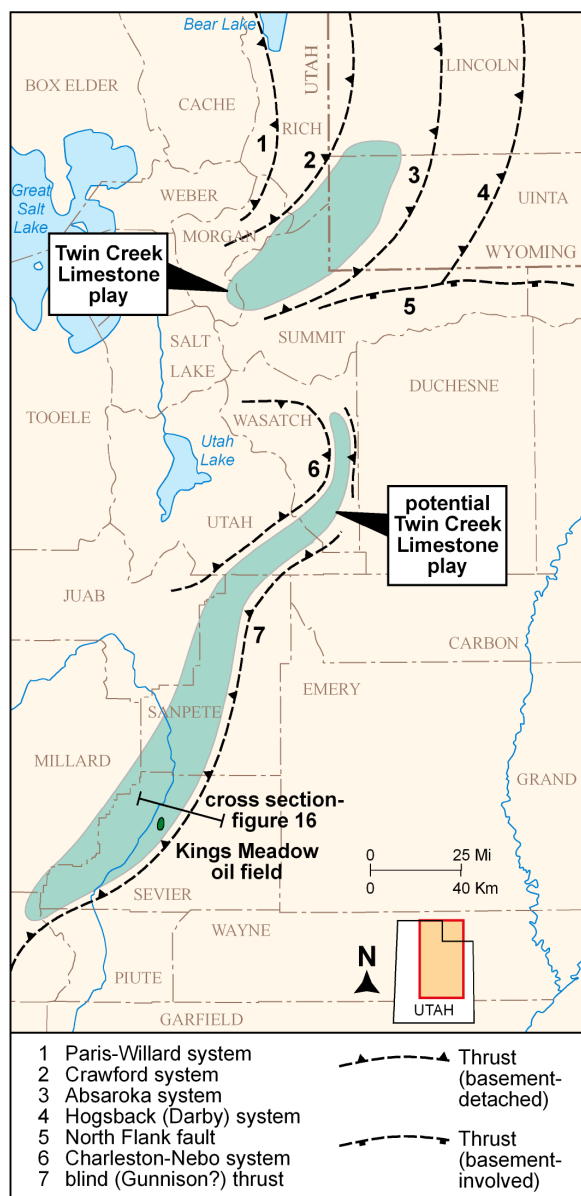 Bear Lake
BOX ELDER
CACHE
UTAH
LINCOLN
RICH
1
2
3
4
Great
Salt
Lake
WEBER
MORGAN
UINTA
WYOMING
Twin Creek
Limestone
play
5
SUMMIT
SALT
LAKE
DUCHESNE
TOOELE
WASATCH
Utah
Lake
6
potential
Twin Creek
Limestone
play
UTAH
JUAB
7
CARBON
EMERY
SANPETE
MILLARD
GRAND
cross section-
figure 16
Kings Meadow
oil field
0 25 Mi
0 40 Km
SEVIER
WAYNE
N
PIUTE
UTAH
GARFIELD
1 Paris-Willard system
2 Crawford system
3 Absaroka system
4 Hogsback (Darby) system
5 North Flank fault
6 Charleston-Nebo system
7 blind (Gunnison?) thrust
Thrust
(basement-
detached)
Thrust
(basement-
involved)